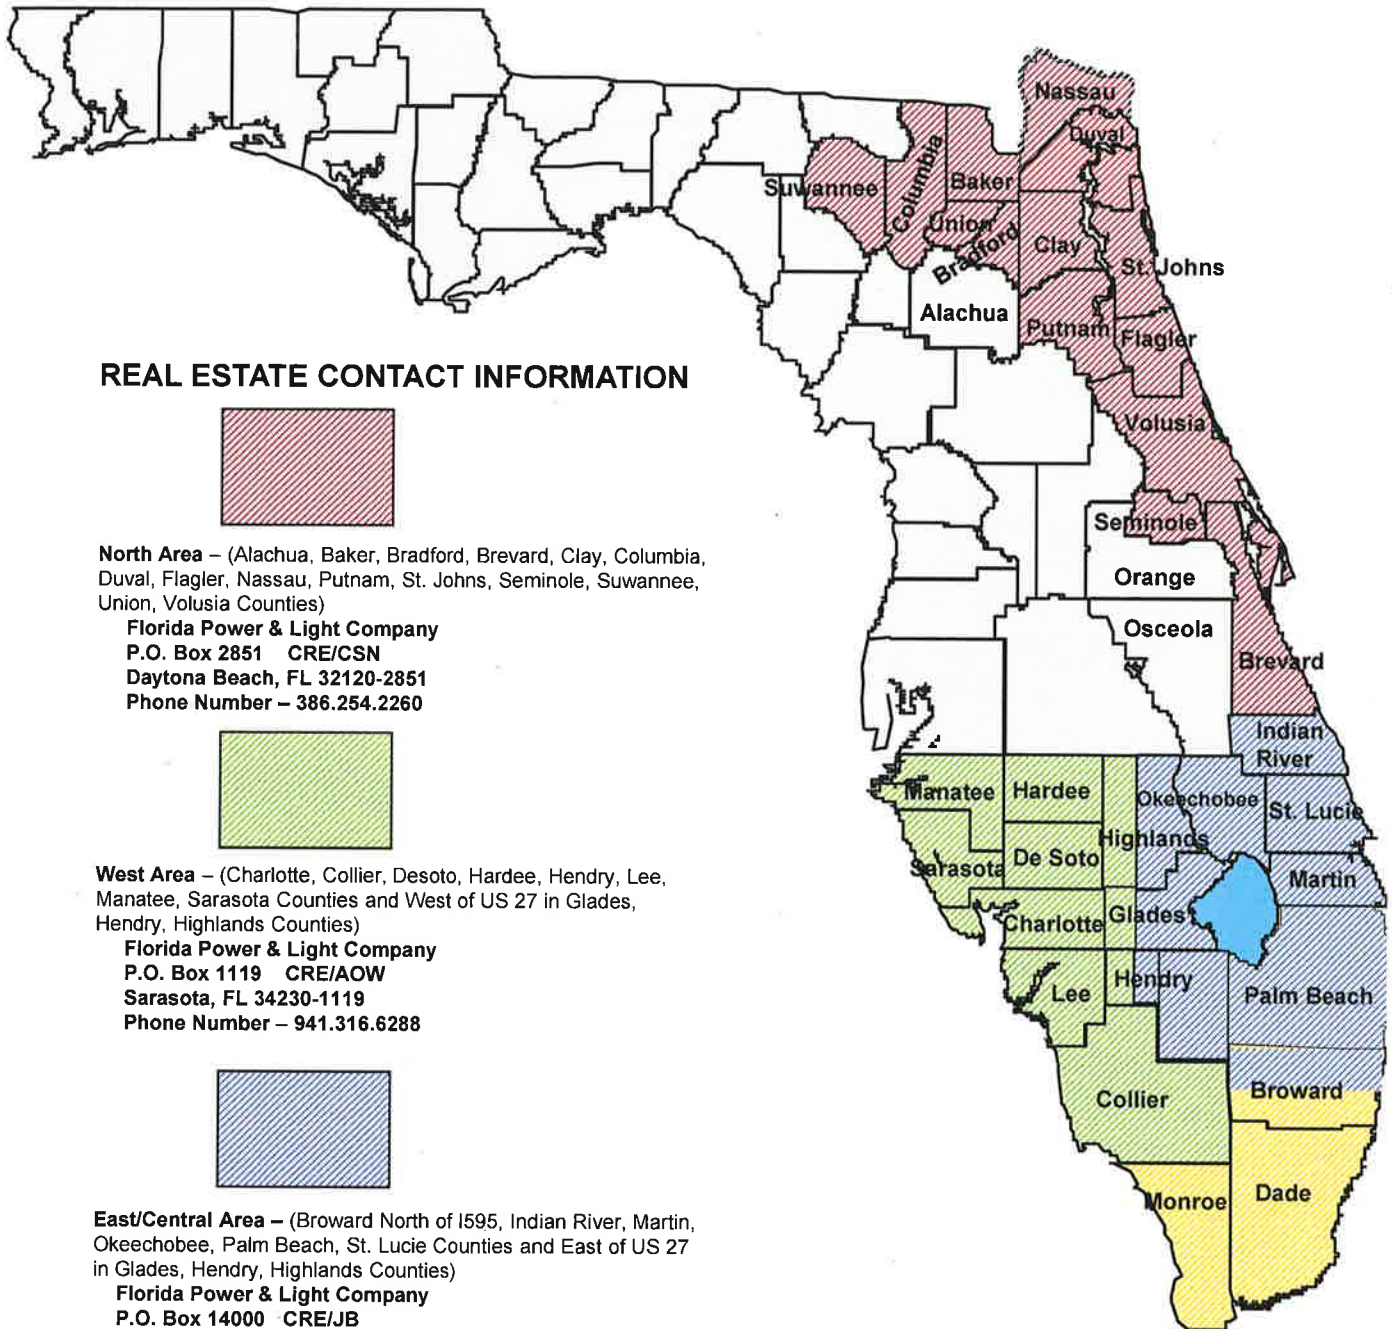 REAL ESTATE CONTACT INFORMATION
North Area – (Alachua, Baker, Bradford, Brevard, Clay, Columbia,
Duval, Flagler, Nassau, Putnam, St. Johns, Seminole, Suwannee,
Union, Volusia Counties)
Florida Power & Light Company
P.O. Box 2851 CRE/CSN
Daytona Beach, FL 32120-2851
Phone Number – 386.254.2260
West Area – (Charlotte, Collier, Desoto, Hardee, Hendry, Lee,
Manatee, Sarasota Counties and West of US 27 in Glades,
Hendry, Highlands Counties)
Florida Power & Light Company
P.O. Box 1119 CRE/AOW
Sarasota, FL 34230-1119
Phone Number – 941.316.6288
East/Central Area – (Broward North of I595, Indian River, Martin,
Okeechobee, Palm Beach, St. Lucie Counties and East of US 27
in Glades, Hendry, Highlands Counties)
Florida Power & Light Company
P.O. Box 14000 CRE/JB
Nassau
Duval
Suwannee
Columbia
Baker
Union
Bradford
Clay
St. Johns
Alachua
Putnam
Flagler
Volusia
Seminole
Orange
Osceola
Brevard
Indian
River
Manatee
Hardee
Okeechobee
St. Lucie
Highlands
De Soto
Sarasota
Martin
Charlotte
Glades
Hendry
Lee
Palm Beach
Collier
Broward
Monroe
Dade